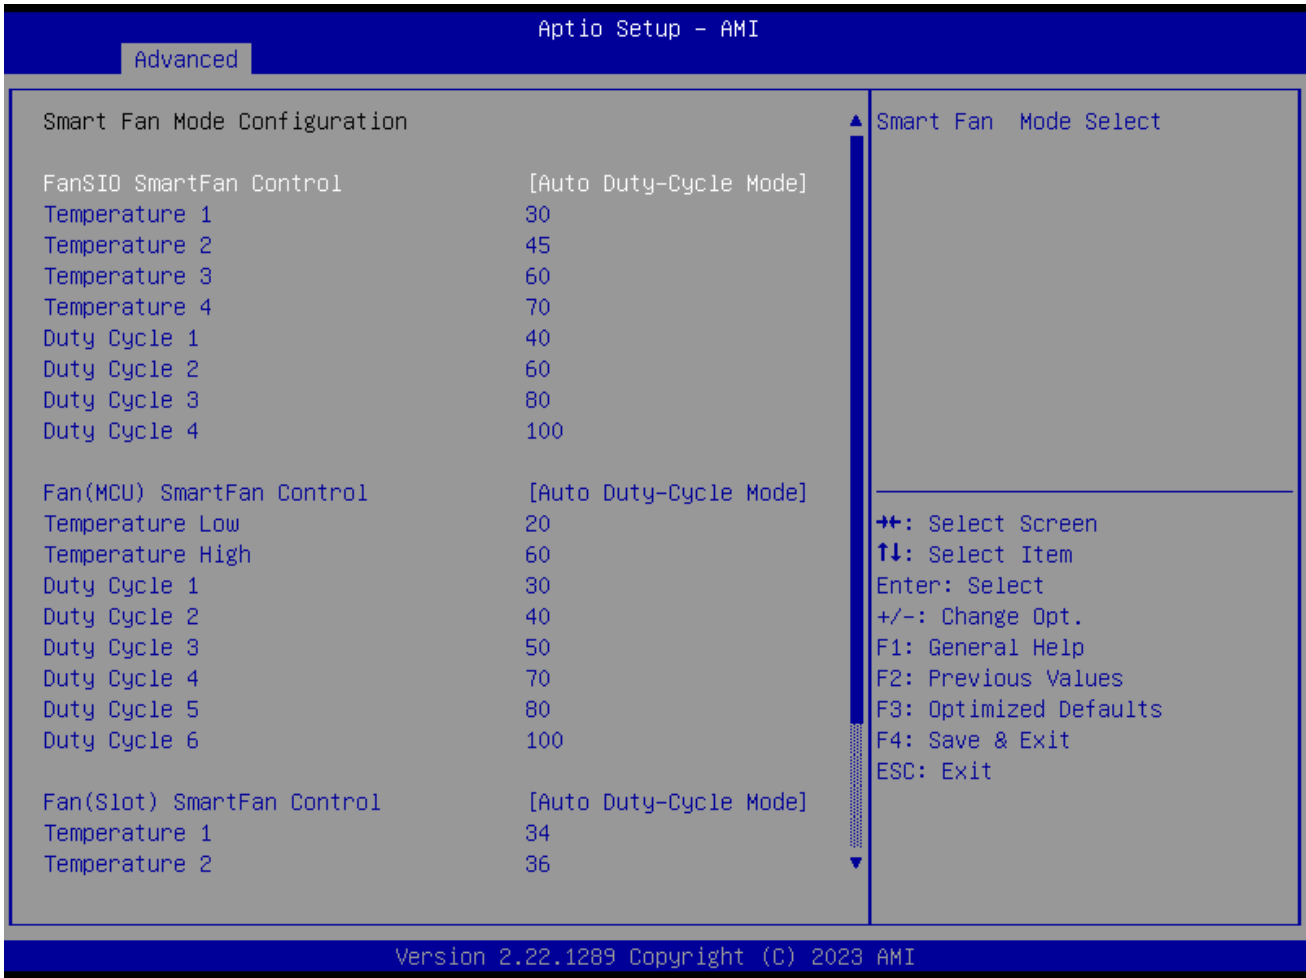 Aptio Setup – AMI
Advanced
Smart Fan Mode Configuration
FanSIO SmartFan Control [Auto Duty-Cycle Mode]
Temperature 1 30
Temperature 2 45
Temperature 3 60
Temperature 4 70
Duty Cycle 1 40
Duty Cycle 2 60
Duty Cycle 3 80
Duty Cycle 4 100
Fan(MCU) SmartFan Control [Auto Duty-Cycle Mode]
Temperature Low 20
Temperature High 60
Duty Cycle 1 30
Duty Cycle 2 40
Duty Cycle 3 50
Duty Cycle 4 70
Duty Cycle 5 80
Duty Cycle 6 100
Fan(Slot) SmartFan Control [Auto Duty-Cycle Mode]
Temperature 1 34
Temperature 2 36
Smart Fan  Mode Select
→←: Select Screen
↑↓: Select Item
Enter: Select
+/-: Change Opt.
F1: General Help
F2: Previous Values
F3: Optimized Defaults
F4: Save & Exit
ESC: Exit
Version 2.22.1289 Copyright (C) 2023 AMI